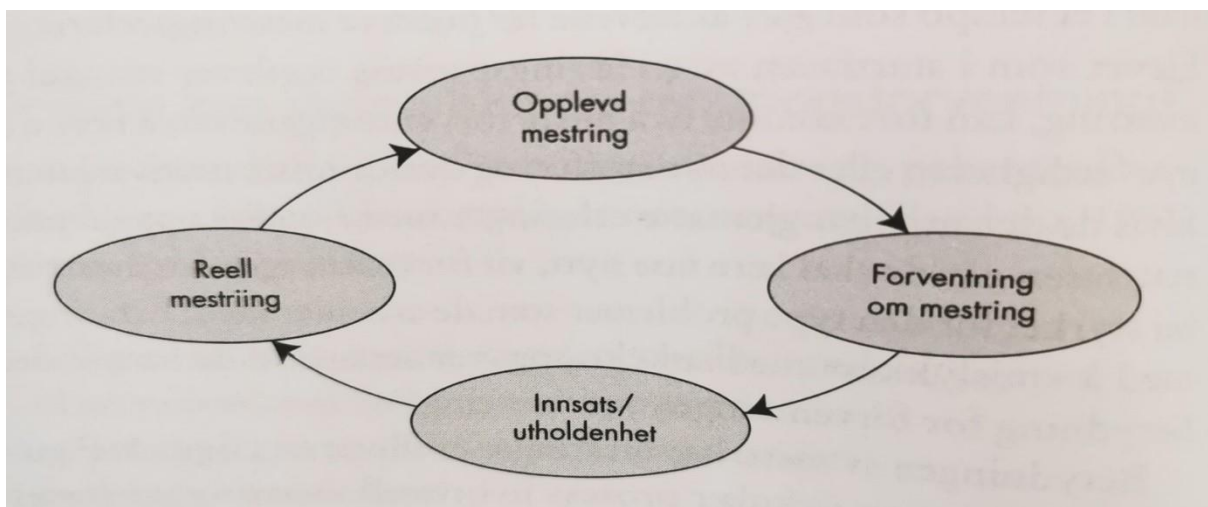 Opplevd
mestring
Forventning
om mestring
Innsats/
utholdenhet
Reell
mestriing